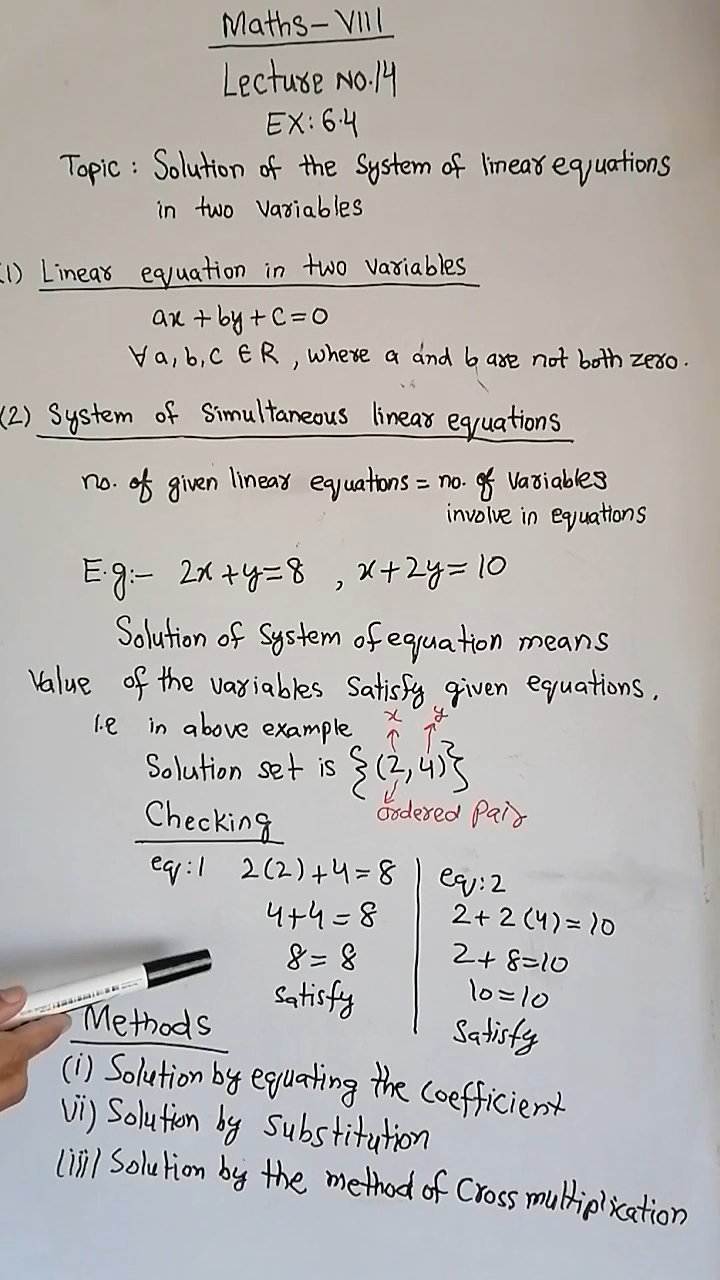 Maths-VIII
Lecture No.14
EX: 6.4
Topic: Solution of the System of linear equations
in two variables
(1) Linear equation in two variables
ax + by + c = 0
∀ a, b, c ∈ R, where a and b are not both zero.
(2) System of Simultaneous linear equations
no. of given linear equations = no. of variables
involve in equations
E.g:- 2x + y = 8 , x + 2y = 10
Solution of System of equation means
Value of the variables Satisfy given equations.
i.e in above example
x y
Solution set is {(2, 4)}
ordered Pair
Checking
eq:1 2(2) + 4 = 8
4 + 4 = 8
8 = 8
Satisfy
eq:2
2 + 2(4) = 10
2 + 8 = 10
10 = 10
Satisfy
Methods
(i) Solution by equating the Coefficient
(ii) Solution by Substitution
(iii) Solution by the method of Cross multiplication